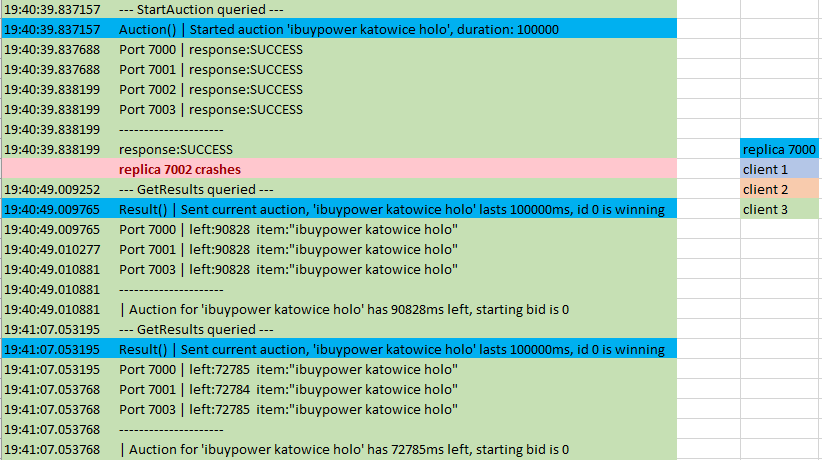 19:40:39.837157 --- StartAuction queried ---
19:40:39.837157 Auction() | Started auction 'ibuypower katowice holo', duration: 100000
19:40:39.837688 Port 7000 | response:SUCCESS
19:40:39.837688 Port 7001 | response:SUCCESS
19:40:39.838199 Port 7002 | response:SUCCESS
19:40:39.838199 Port 7003 | response:SUCCESS
19:40:39.838199 ---------------------
19:40:39.838199 response:SUCCESS
replica 7002 crashes
19:40:49.009252 --- GetResults queried ---
19:40:49.009765 Result() | Sent current auction, 'ibuypower katowice holo' lasts 100000ms, id 0 is winning
19:40:49.009765 Port 7000 | left:90828 item:"ibuypower katowice holo"
19:40:49.010277 Port 7001 | left:90828 item:"ibuypower katowice holo"
19:40:49.010881 Port 7003 | left:90828 item:"ibuypower katowice holo"
19:40:49.010881 ---------------------
19:40:49.010881 | Auction for 'ibuypower katowice holo' has 90828ms left, starting bid is 0
19:41:07.053195 --- GetResults queried ---
19:41:07.053195 Result() | Sent current auction, 'ibuypower katowice holo' lasts 100000ms, id 0 is winning
19:41:07.053195 Port 7000 | left:72785 item:"ibuypower katowice holo"
19:41:07.053768 Port 7001 | left:72784 item:"ibuypower katowice holo"
19:41:07.053768 Port 7003 | left:72785 item:"ibuypower katowice holo"
19:41:07.053768 ---------------------
19:41:07.053768 | Auction for 'ibuypower katowice holo' has 72785ms left, starting bid is 0
replica 7000
client 1
client 2
client 3